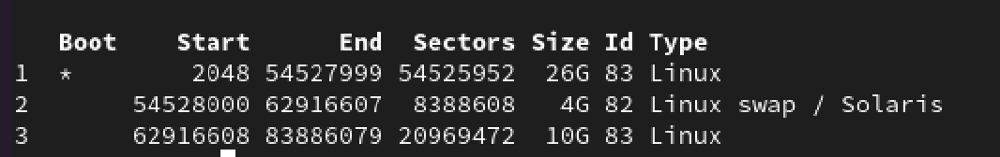 Boot Start End Sectors Size Id Type
1 * 2048 54527999 54525952 26G 83 Linux
2 54528000 62916607 8388608 4G 82 Linux swap / Solaris
3 62916608 83886079 20969472 10G 83 Linux